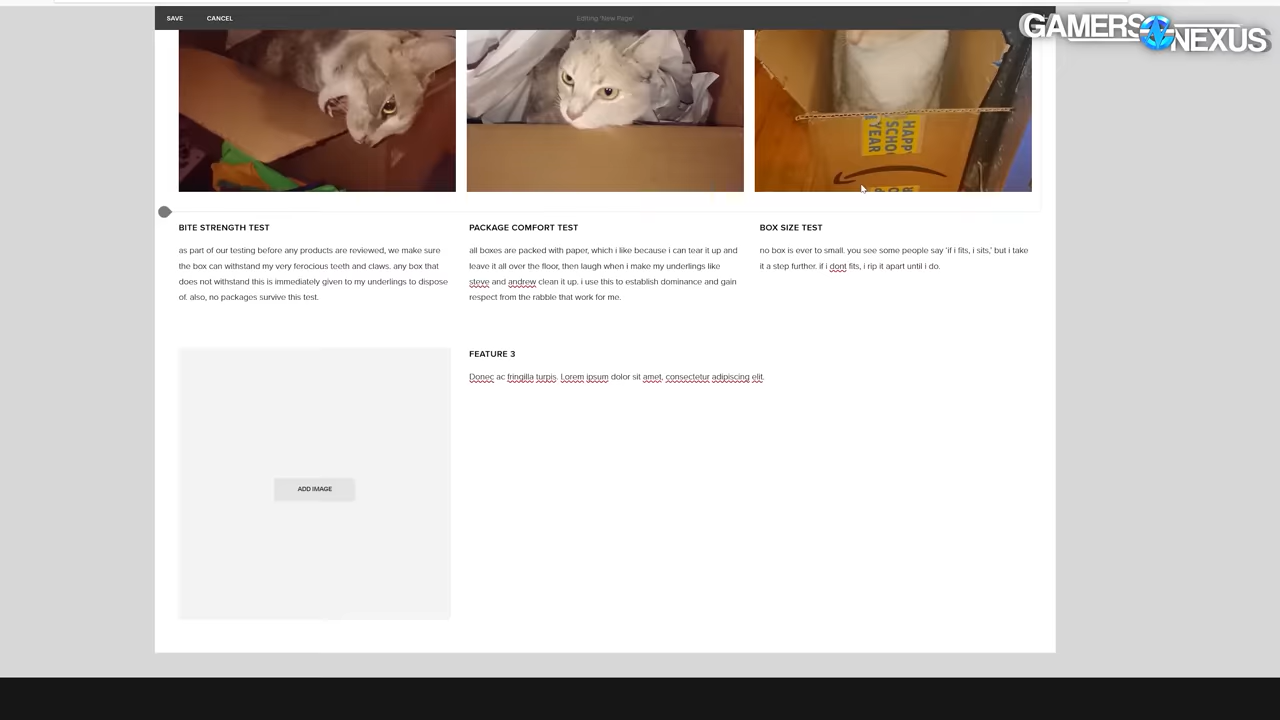 SAVE CANCEL Editing 'New Page'
GAMERS NEXUS
HAPPY
SCHOO
YEAR
BITE STRENGTH TEST
as part of our testing before any products are reviewed, we make sure
the box can withstand my very ferocious teeth and claws. any box that
does not withstand this is immediately given to my underlings to dispose
of. also, no packages survive this test.
PACKAGE COMFORT TEST
all boxes are packed with paper, which i like because i can tear it up and
leave it all over the floor, then laugh when i make my underlings like
steve and andrew clean it up. i use this to establish dominance and gain
respect from the rabble that work for me.
BOX SIZE TEST
no box is ever to small. you see some people say 'if i fits, i sits,' but i take
it a step further. if i dont fits, i rip it apart until i do.
ADD IMAGE
FEATURE 3
Donec ac fringilla turpis. Lorem ipsum dolor sit amet, consectetur adipiscing elit.